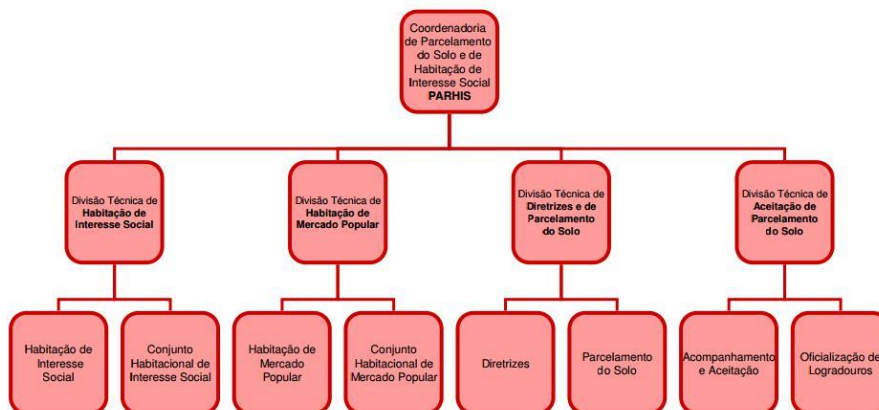 Coordenadoria
de Parcelamento
do Solo e de
Habitação de
Interesse Social
PARHIS
Divisão Técnica de
Habitação de
Interesse Social
Divisão Técnica de
Habitação de
Mercado Popular
Divisão Técnica de
Diretrizes e de
Parcelamento
do Solo
Divisão Técnica de
Aceitação de
Parcelamento
do Solo
Habitação de
Interesse
Social
Conjunto
Habitacional de
Interesse Social
Habitação de
Mercado
Popular
Conjunto
Habitacional de
Mercado Popular
Diretrizes
Parcelamento
do Solo
Acompanhamento
e Aceitação
Oficialização de
Logradouros